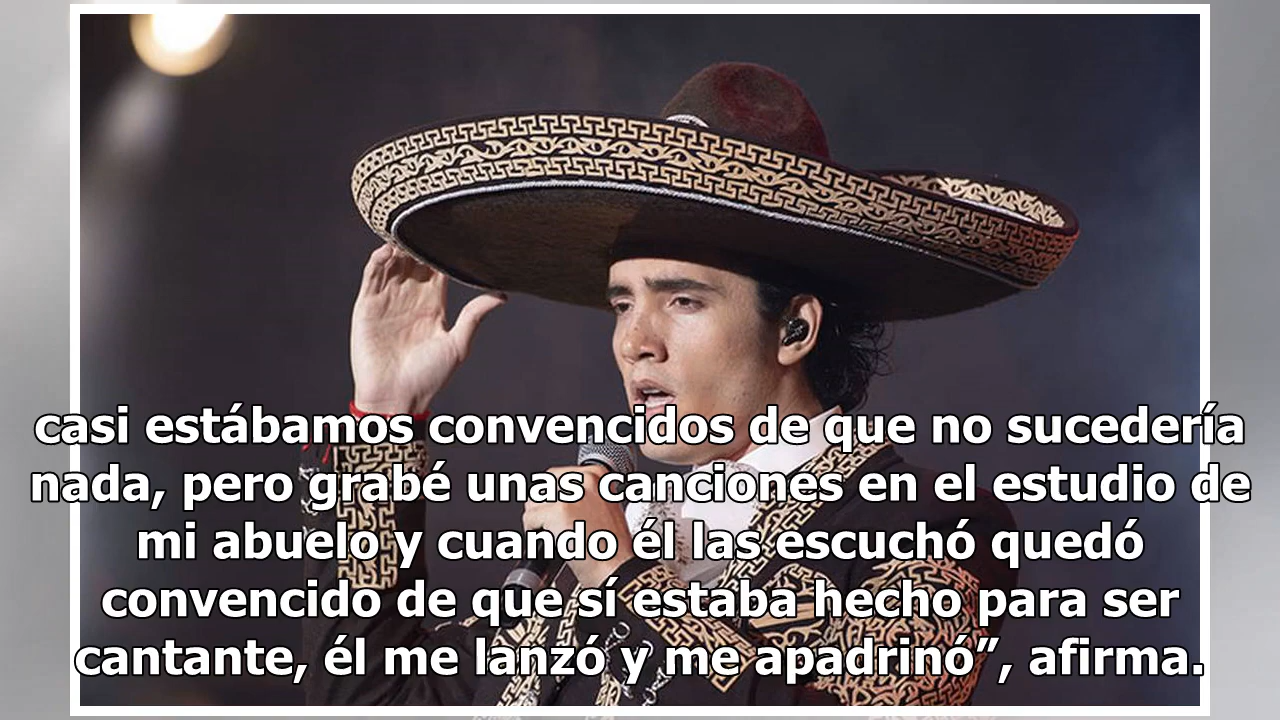 casi estábamos convencidos de que no sucedería
nada, pero grabé unas canciones en el estudio de
mi abuelo y cuando él las escuchó quedó
convencido de que sí estaba hecho para ser
cantante, él me lanzó y me apadrinó”, afirma.